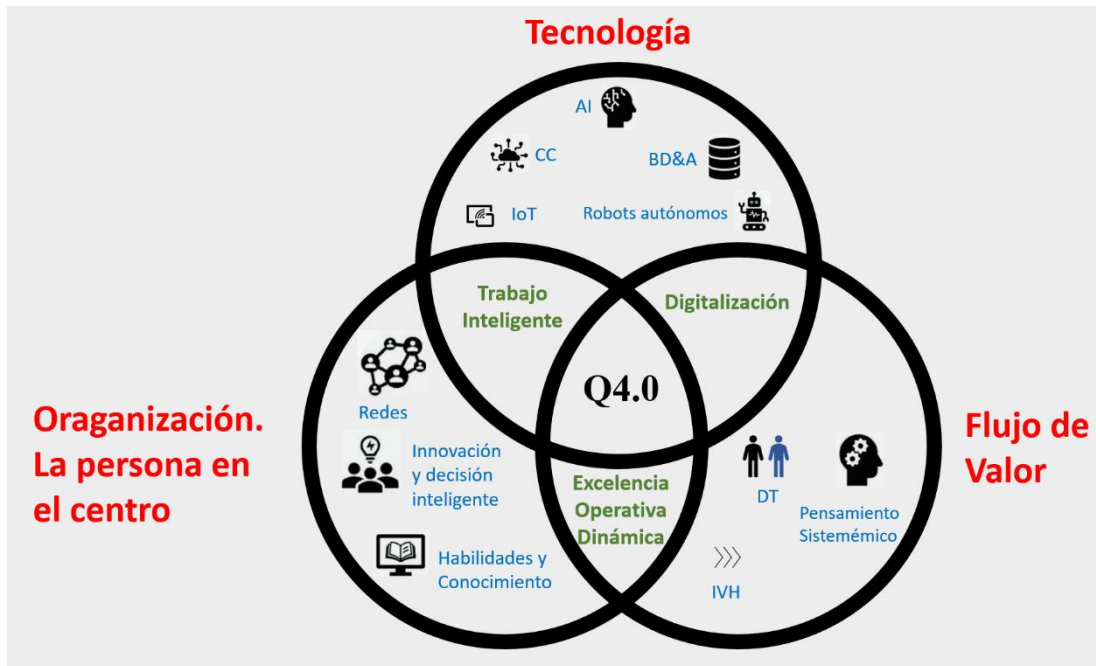 Tecnología
AI
CC
BD&A
IoT
Robots autónomos
Trabajo
Inteligente
Digitalización
Q4.0
Redes
Innovación
y decisión
inteligente
Habilidades y
Conocimiento
Oraganización.
La persona en
el centro
Excelencia
Operativa
Dinámica
DT
Pensamiento
Sistemémico
IVH
Flujo de
Valor